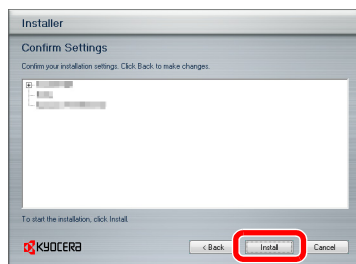 Installer
Confirm Settings
Confirm your installation settings. Click Back to make changes.
To start the installation, click Install.
KYOCERA
< Back
Install
Cancel